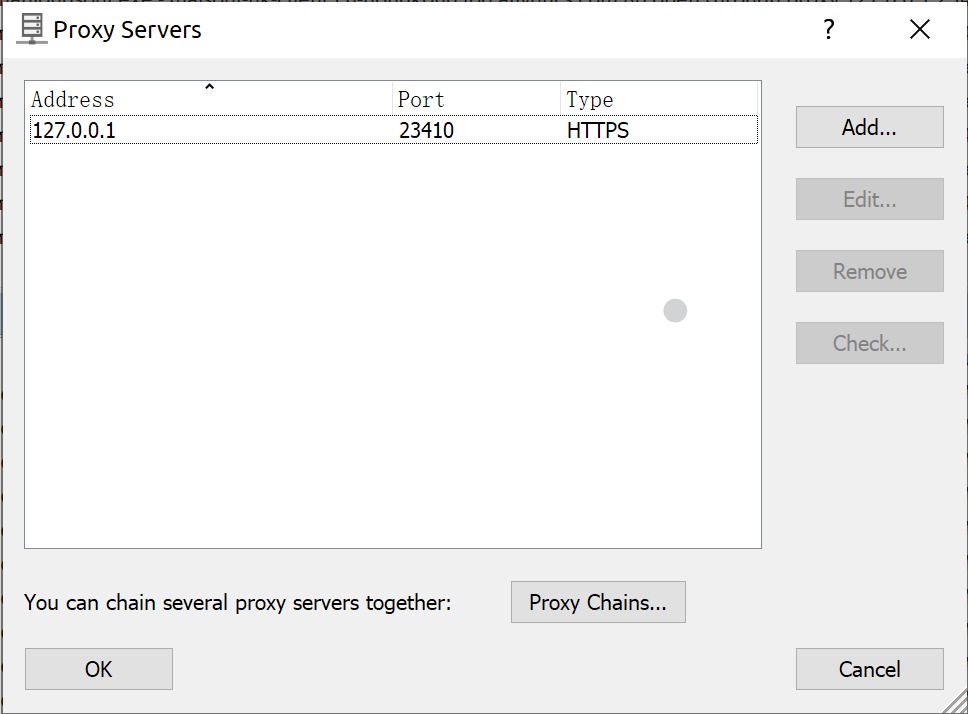 Proxy Servers ?
Address Port Type
127.0.0.1 23410 HTTPS
Add...
Edit...
Remove
Check...
You can chain several proxy servers together: Proxy Chains...
OK Cancel